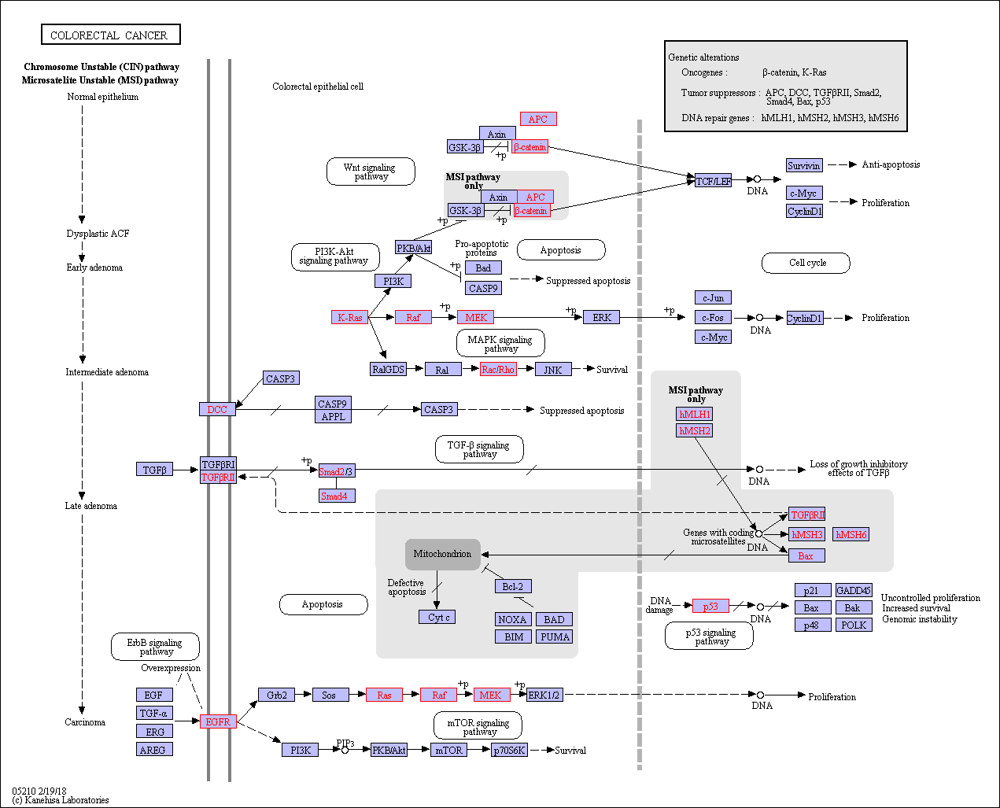 COLORECTAL CANCER
Chromosome Unstable (CIN) pathway
Microsatelite Unstable (MSI) pathway
Normal epithelium
Dysplastic ACF
Early adenoma
Intermediate adenoma
Late adenoma
Carcinoma
Colorectal epithelial cell
Genetic alterations
Oncogenes : β-catenin, K-Ras
Tumor suppressors : APC, DCC, TGFβRII, Smad2,
Smad4, Bax, p53
DNA repair genes : hMLH1, hMSH2, hMSH3, hMSH6
APC
Axin
GSK-3β
+p
β-catenin
Wnt signaling
pathway
MSI pathway
only
Axin
APC
GSK-3β
+p
+p
β-catenin
TCF/LEF
DNA
Survivin
Anti-apoptosis
c-Myc
CyclinD1
Proliferation
PI3K-Akt
signaling pathway
PKB/Akt
PI3K
Pro-apoptotic
proteins
+p
Bad
CASP9
Apoptosis
Suppressed apoptosis
Cell cycle
K-Ras
Raf
+p
MEK
+p
ERK
+p
c-Jun
c-Fos
c-Myc
DNA
CyclinD1
Proliferation
MAPK signaling
pathway
RalGDS
Ral
Rac/Rho
JNK
Survival
CASP3
DCC
CASP9
APPL
CASP3
Suppressed apoptosis
MSI pathway
only
hMLH1
hMSH2
TGF-β signaling
pathway
TGFβ
TGFβRI
TGFβRII
+p
Smad2/3
Smad4
DNA
Loss of growth inhibitory
effects of TGFβ
Genes with coding
microsatellites
DNA
TGFβRII
hMSH3
hMSH6
Bax
Mitochondrion
Defective
apoptosis
Cyt c
Bcl-2
NOXA
BAD
BIM
PUMA
Apoptosis
DNA
damage
p53
DNA
p21
GADD45
Bax
Bak
p48
POLK
Uncontrolled proliferation
Increased survival
Genomic instability
p53 signaling
pathway
ErbB signaling
pathway
Overexpression
EGF
TGF-α
ERG
AREG
EGFR
Grb2
Sos
Ras
Raf
+p
MEK
+p
ERK1/2
DNA
Proliferation
mTOR signaling
pathway
PI3K
PIP3
PKB/Akt
mTOR
p70S6K
Survival
05210 2/19/18
(c) Kanehisa Laboratories